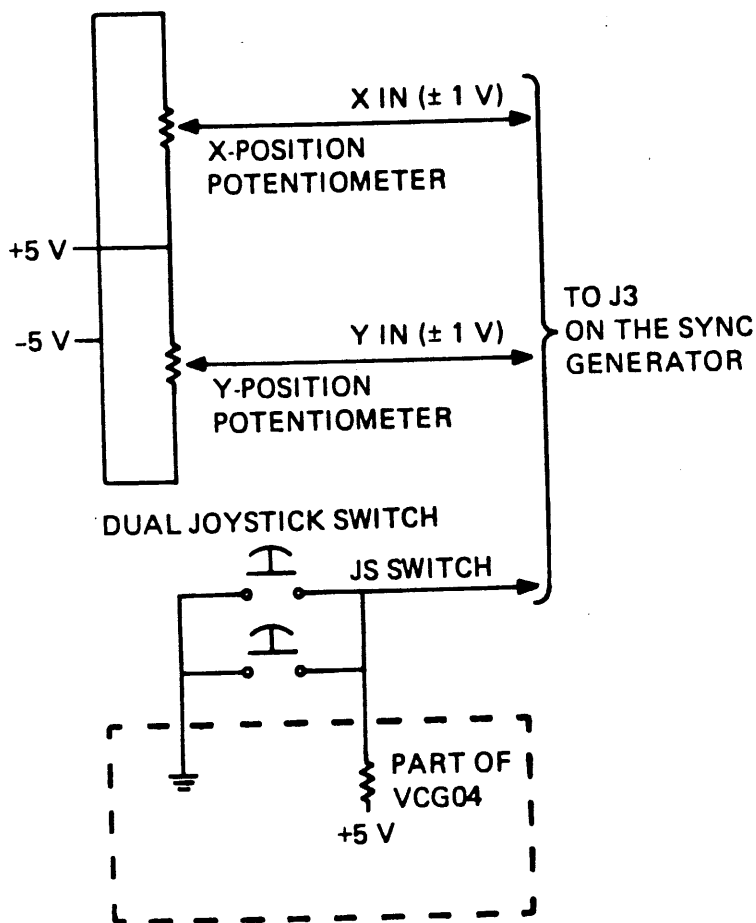 X IN (± 1 V)
X-POSITION
POTENTIOMETER
+5 V
-5 V
TO J3
ON THE SYNC
GENERATOR
Y IN (± 1 V)
Y-POSITION
POTENTIOMETER
DUAL JOYSTICK SWITCH
JS SWITCH
PART OF
VCG04
+5 V